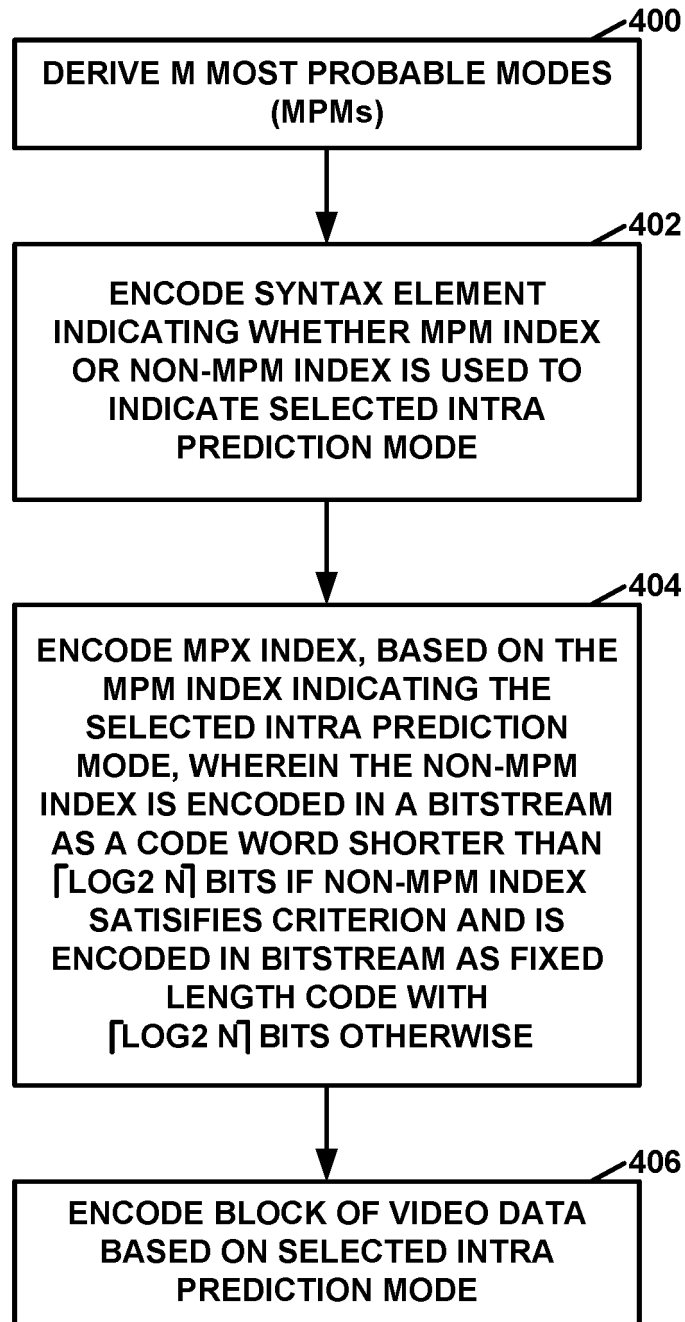 400
DERIVE M MOST PROBABLE MODES
(MPMs)
402
ENCODE SYNTAX ELEMENT
INDICATING WHETHER MPM INDEX
OR NON-MPM INDEX IS USED TO
INDICATE SELECTED INTRA
PREDICTION MODE
404
ENCODE MPX INDEX, BASED ON THE
MPM INDEX INDICATING THE
SELECTED INTRA PREDICTION
MODE, WHEREIN THE NON-MPM
INDEX IS ENCODED IN A BITSTREAM
AS A CODE WORD SHORTER THAN
⌈LOG2 N⌉ BITS IF NON-MPM INDEX
SATISIFIES CRITERION AND IS
ENCODED IN BITSTREAM AS FIXED
LENGTH CODE WITH
⌈LOG2 N⌉ BITS OTHERWISE
406
ENCODE BLOCK OF VIDEO DATA
BASED ON SELECTED INTRA
PREDICTION MODE